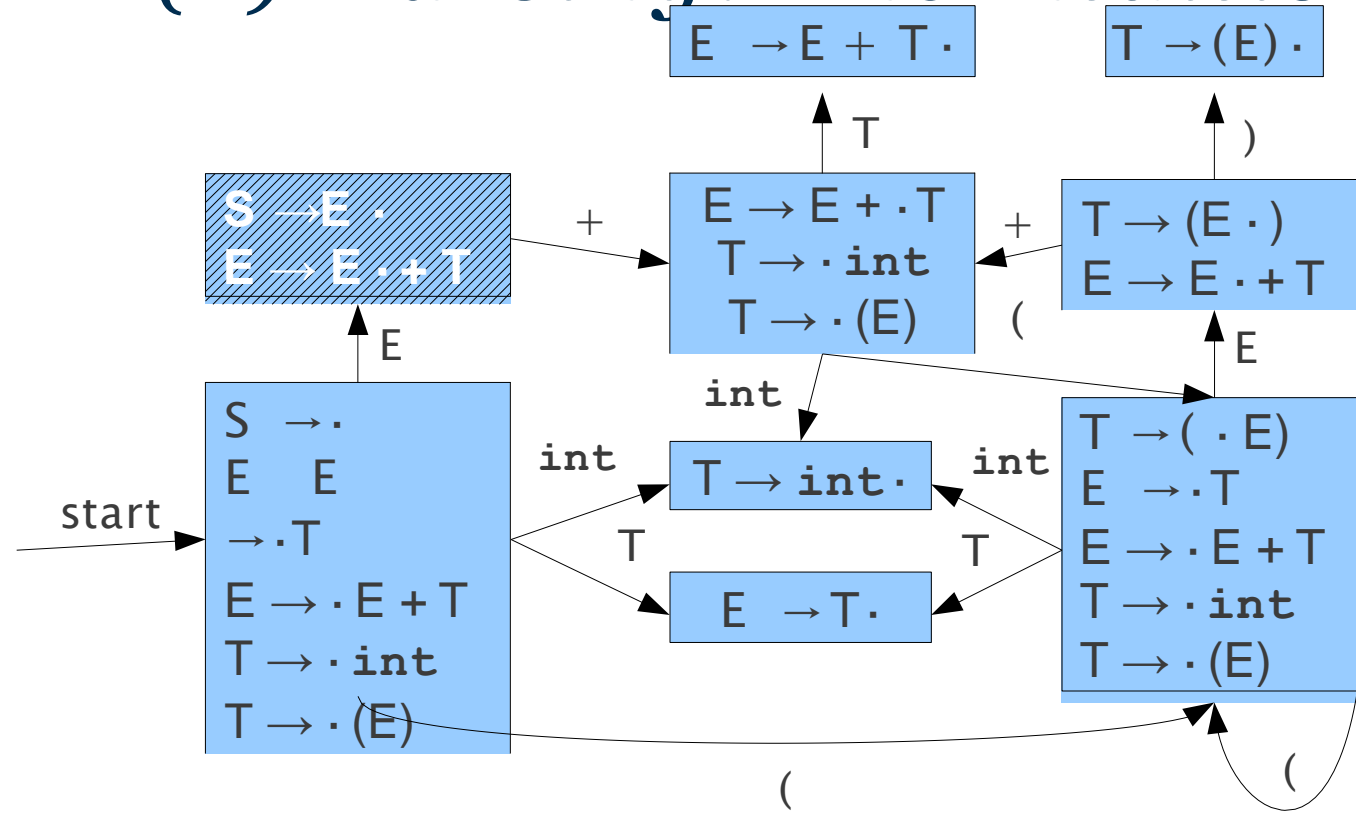 E → E + T ·
T → (E) ·
T
)
S → E ·
E → E · + T
+
E → E + · T
T → · int
T → · (E)
+
T → (E · )
E → E · + T
(
E
E
int
S → ·
E E
→ · T
E → · E + T
T → · int
T → · (E)
start
int
T → int ·
int
T
T
E → T ·
T → ( · E)
E → · T
E → · E + T
T → · int
T → · (E)
(
(